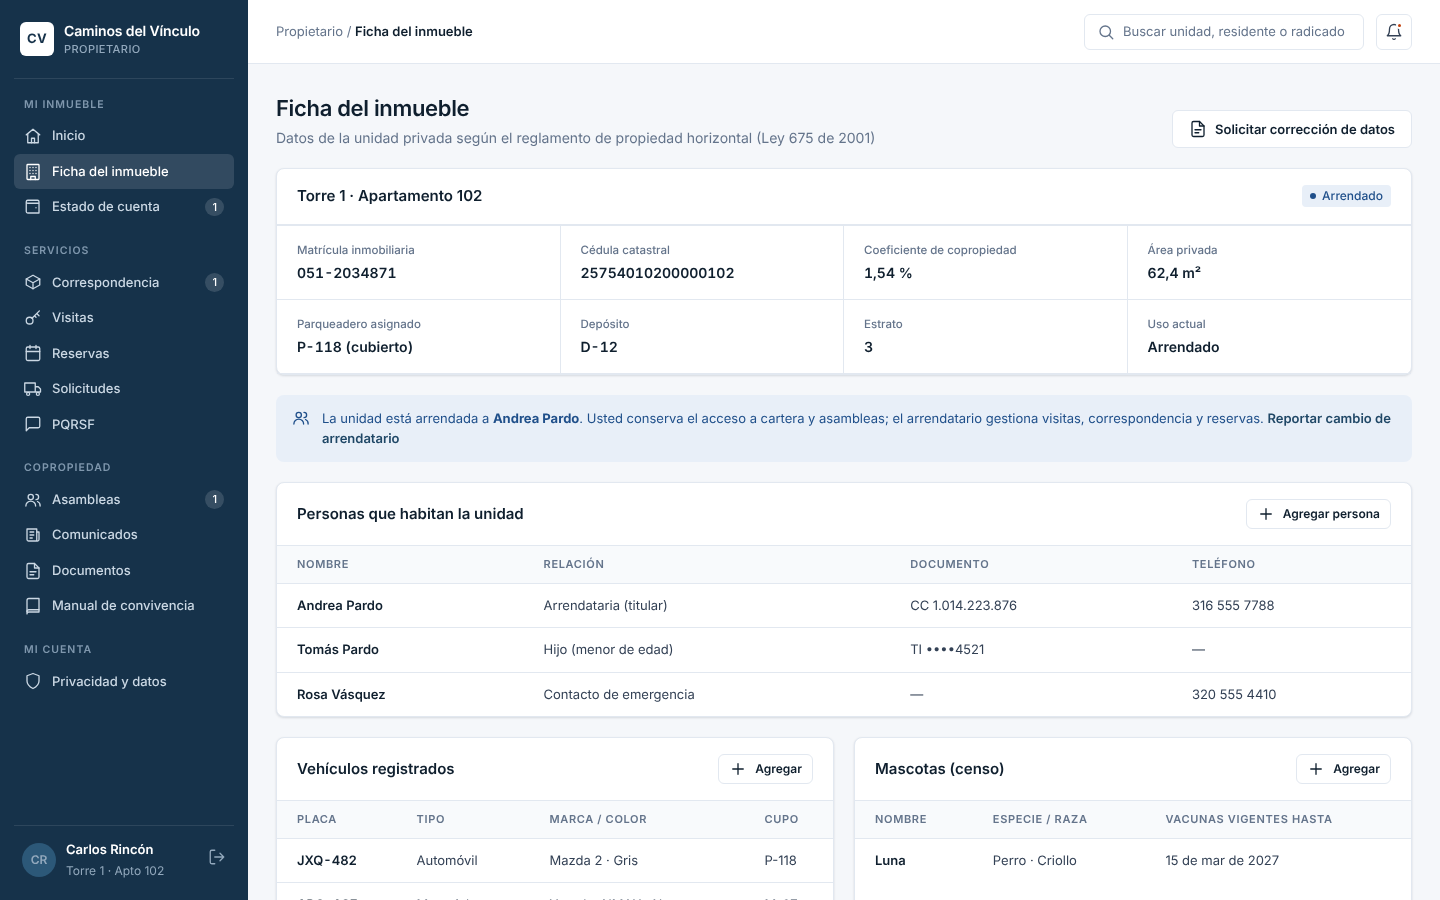 CV
Caminos del Vínculo
PROPIETARIO
MI INMUEBLE
Inicio
Ficha del inmueble
Estado de cuenta 1
SERVICIOS
Correspondencia 1
Visitas
Reservas
Solicitudes
PQRSF
COPROPIEDAD
Asambleas 1
Comunicados
Documentos
Manual de convivencia
MI CUENTA
Privacidad y datos
CR
Carlos Rincón
Torre 1 · Apto 102
Propietario / Ficha del inmueble
Buscar unidad, residente o radicado
Ficha del inmueble
Datos de la unidad privada según el reglamento de propiedad horizontal (Ley 675 de 2001)
Solicitar corrección de datos
Torre 1 · Apartamento 102
Arrendado
Matrícula inmobiliaria
051-2034871
Cédula catastral
25754010200000102
Coeficiente de copropiedad
1,54 %
Área privada
62,4 m²
Parqueadero asignado
P-118 (cubierto)
Depósito
D-12
Estrato
3
Uso actual
Arrendado
La unidad está arrendada a Andrea Pardo. Usted conserva el acceso a cartera y asambleas; el arrendatario gestiona visitas, correspondencia y reservas. Reportar cambio de
arrendatario
Personas que habitan la unidad
Agregar persona
NOMBRE RELACIÓN DOCUMENTO TELÉFONO
Andrea Pardo Arrendataria (titular) CC 1.014.223.876 316 555 7788
Tomás Pardo Hijo (menor de edad) TI ••••4521 —
Rosa Vásquez Contacto de emergencia — 320 555 4410
Vehículos registrados
Agregar
PLACA TIPO MARCA / COLOR CUPO
JXQ-482 Automóvil Mazda 2 · Gris P-118
Mascotas (censo)
Agregar
NOMBRE ESPECIE / RAZA VACUNAS VIGENTES HASTA
Luna Perro · Criollo 15 de mar de 2027